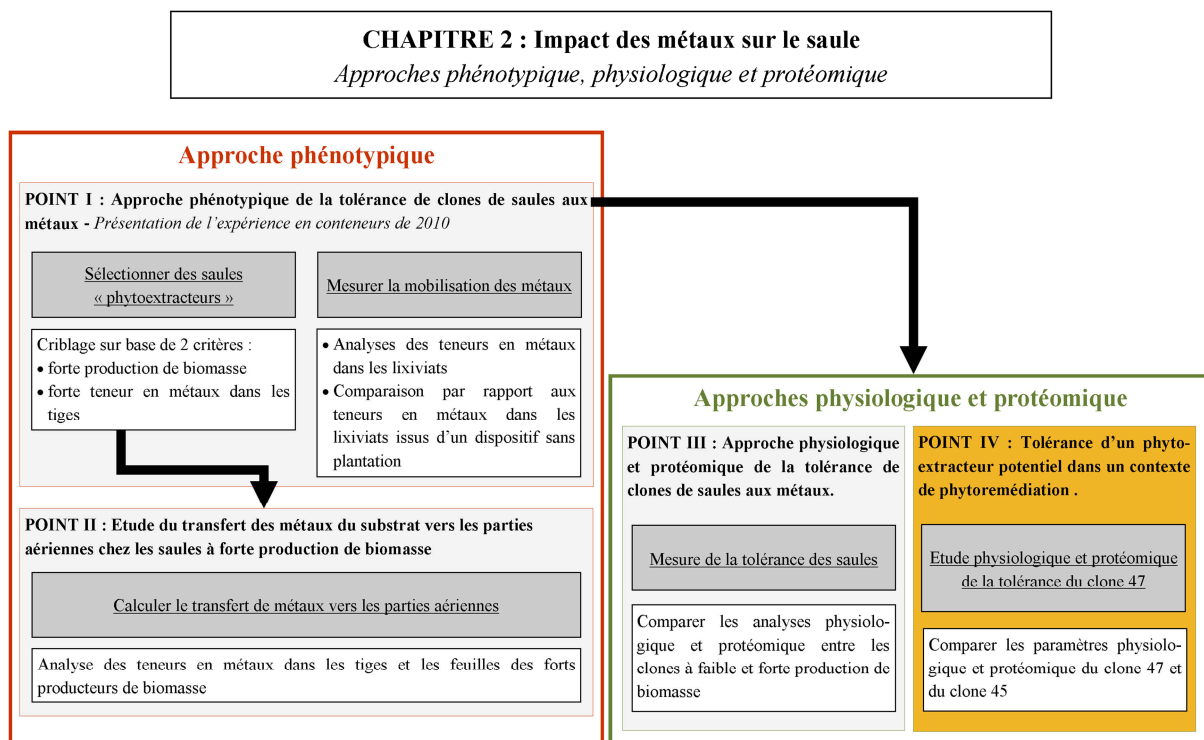 CHAPITRE 2 : Impact des métaux sur le saule
Approches phénotypique, physiologique et protéomique
Approche phénotypique
POINT I : Approche phénotypique de la tolérance de clones de saules aux
métaux - Présentation de l'expérience en conteneurs de 2010
Sélectionner des saules
« phytoextracteurs »
Criblage sur base de 2 critères :
• forte production de biomasse
• forte teneur en métaux dans les
tiges
Mesurer la mobilisation des métaux
• Analyses des teneurs en métaux
dans les lixiviats
• Comparaison par rapport aux
teneurs en métaux dans les
lixiviats issus d'un dispositif sans
plantation
POINT II : Etude du transfert des métaux du substrat vers les parties
aériennes chez les saules à forte production de biomasse
Calculer le transfert de métaux vers les parties aériennes
Analyse des teneurs en métaux dans les tiges et les feuilles des forts
producteurs de biomasse
Approches physiologique et protéomique
POINT III : Approche physiologique
et protéomique de la tolérance de
clones de saules aux métaux.
Mesure de la tolérance des saules
Comparer les analyses physiolo-
gique et protéomique entre les
clones à faible et forte production de
biomasse
POINT IV : Tolérance d'un phyto-
extracteur potentiel dans un contexte
de phytoremédiation .
Etude physiologique et protéomique
de la tolérance du clone 47
Comparer les paramètres physiolo-
gique et protéomique du clone 47 et
du clone 45